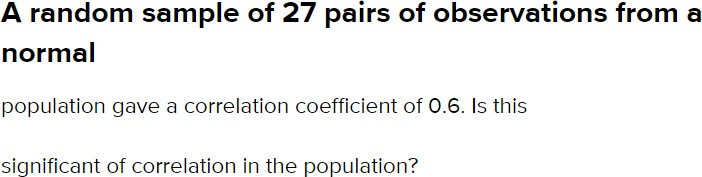 A random sample of 27 pairs of observations from a
normal
population gave a correlation coefficient of 0.6. Is this
significant of correlation in the population?